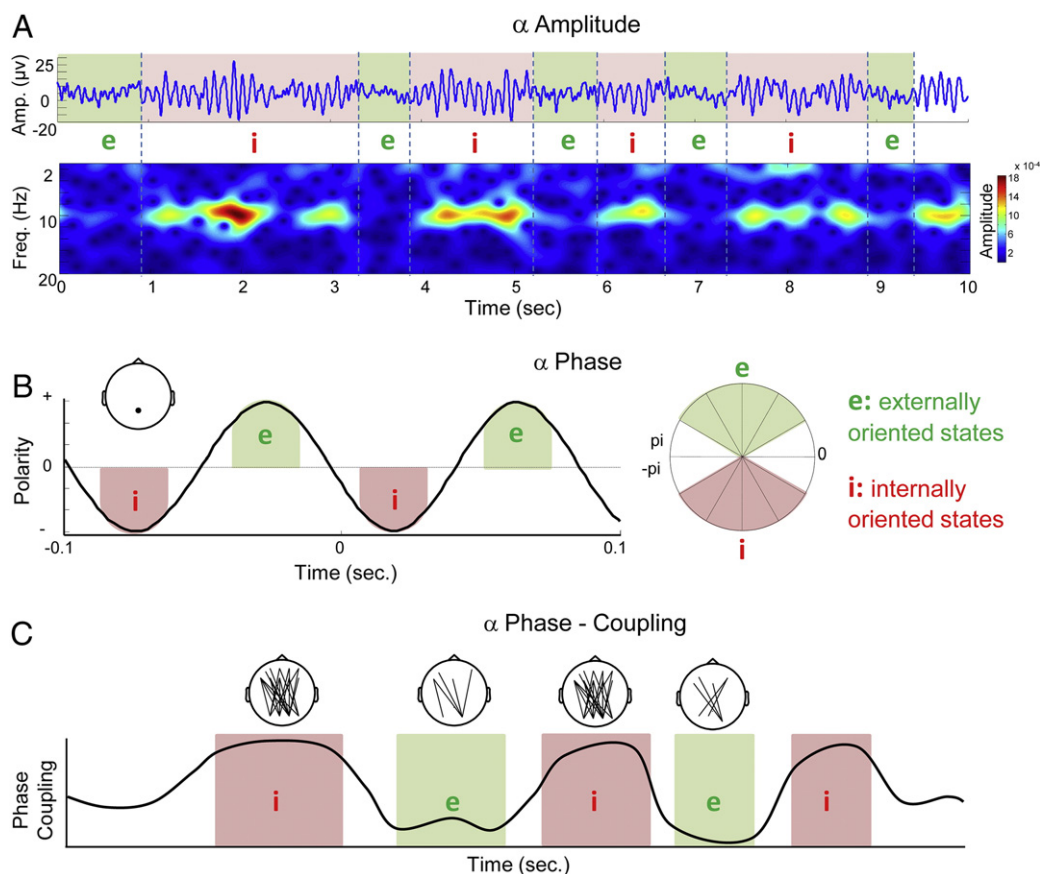 A
α Amplitude
Amp. (µv)
25
0
-20
e i e i e i e i e
Freq. (Hz)
2
10
20
0 1 2 3 4 5 6 7 8 9 10
Time (sec)
x 10⁻⁴
18
14
10
6
2
Amplitude
B
α Phase
Polarity
+
0
-
e e
i i
-0.1 0 0.1
Time (sec.)
e
pi
-pi
0
i
e: externally
oriented states
i: internally
oriented states
C
α Phase - Coupling
Phase
Coupling
i e i e i
Time (sec.)